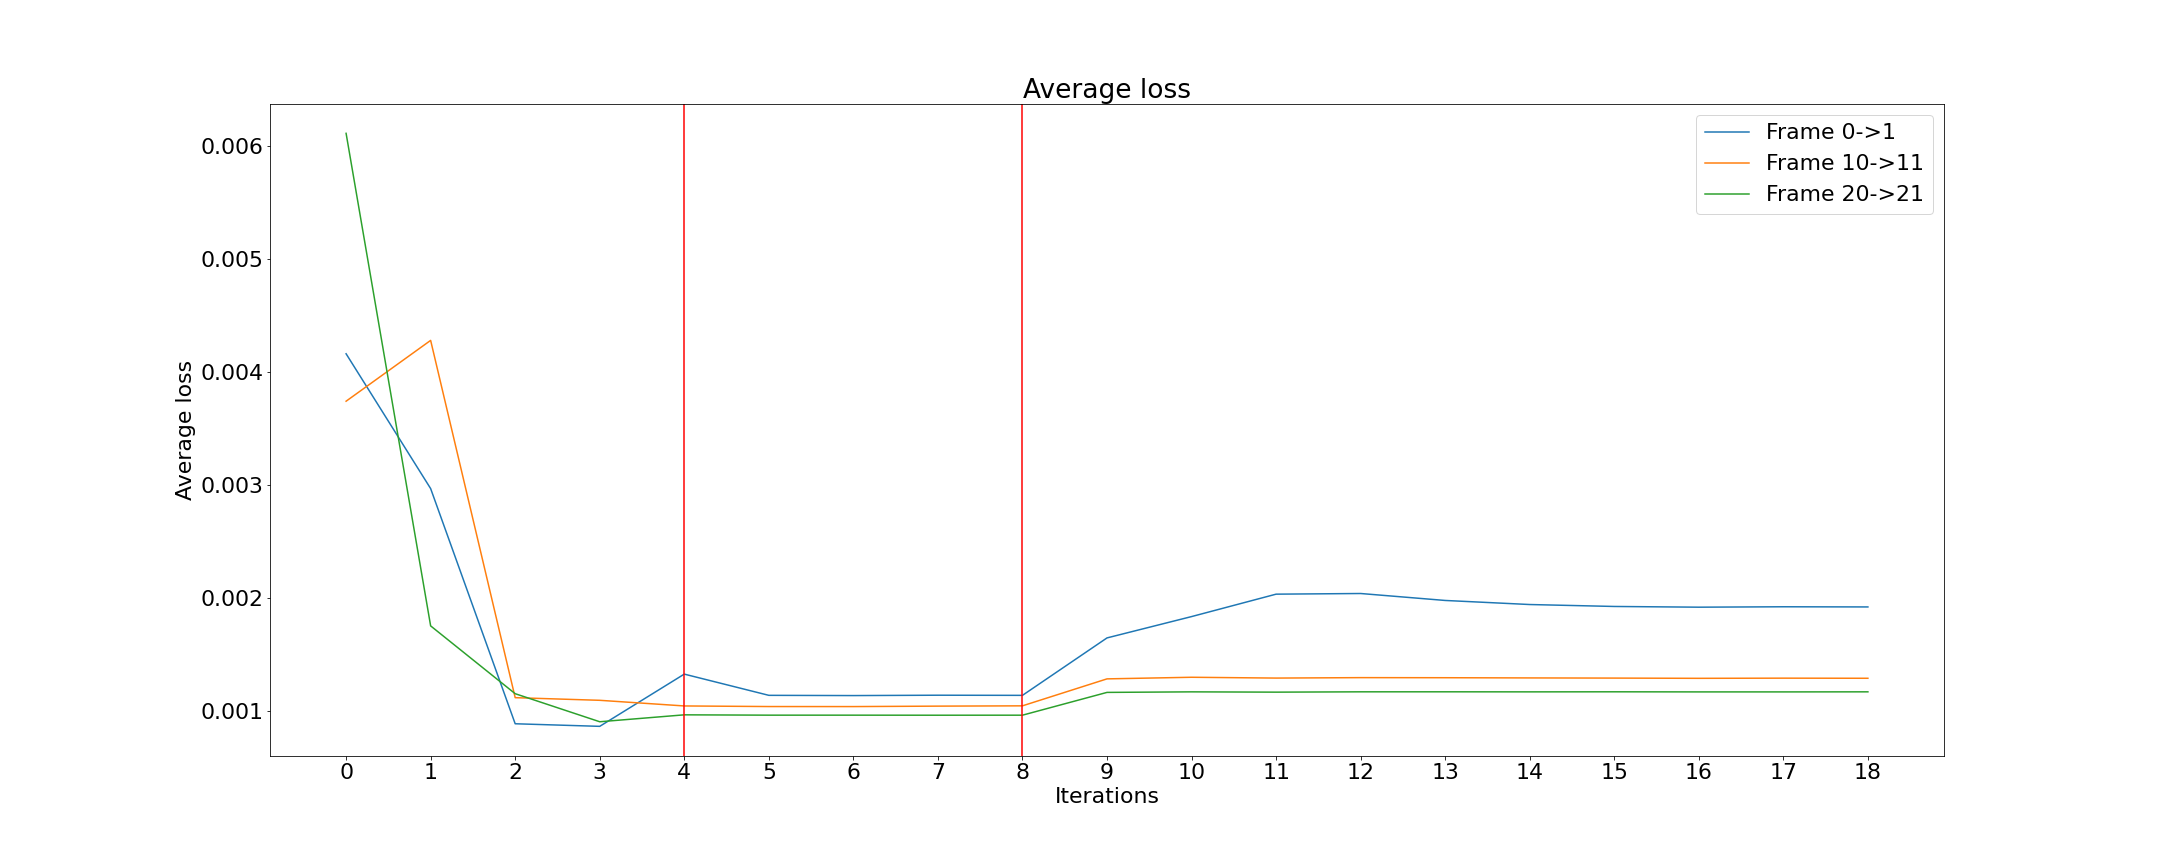 Average loss
Frame 0->1
Frame 10->11
Frame 20->21
0.006
0.005
0.004
0.003
0.002
0.001
Average loss
0 1 2 3 4 5 6 7 8 9 10 11 12 13 14 15 16 17 18
Iterations